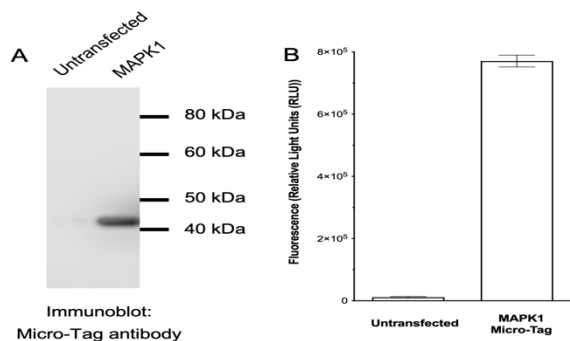 A
Untransfected
MAPK1
80 kDa
60 kDa
50 kDa
40 kDa
Immunoblot:
Micro-Tag antibody
B
Fluorescence (Relative Light Units (RLU))
8×10⁵
6×10⁵
4×10⁵
2×10⁵
0
Untransfected
MAPK1
Micro-Tag